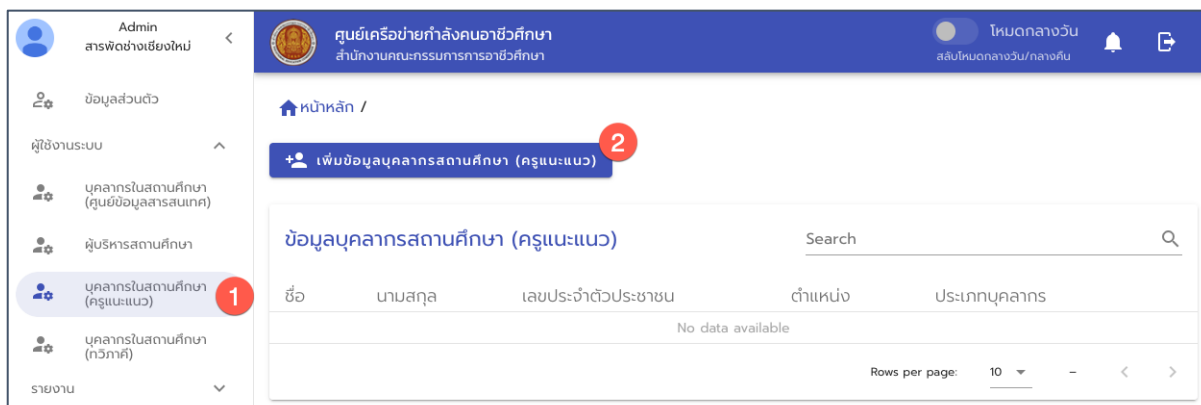 Admin
สารพัดช่างเชียงใหม่
ข้อมูลส่วนตัว
ผู้ใช้งานระบบ
บุคลากรในสถานศึกษา
(ศูนย์ข้อมูลสารสนเทศ)
ผู้บริหารสถานศึกษา
บุคลากรในสถานศึกษา
(ครูแนะแนว)
1
บุคลากรในสถานศึกษา
(ทวิภาคี)
รายงาน
ศูนย์เครือข่ายกำลังคนอาชีวศึกษา
สำนักงานคณะกรรมการการอาชีวศึกษา
โหมดกลางวัน
สลับโหมดกลางวัน/กลางคืน
หน้าหลัก /
2
เพิ่มข้อมูลบุคลากรสถานศึกษา (ครูแนะแนว)
ข้อมูลบุคลากรสถานศึกษา (ครูแนะแนว) Search
ชื่อ นามสกุล เลขประจำตัวประชาชน ตำแหน่ง ประเภทบุคลากร
No data available
Rows per page: 10 –